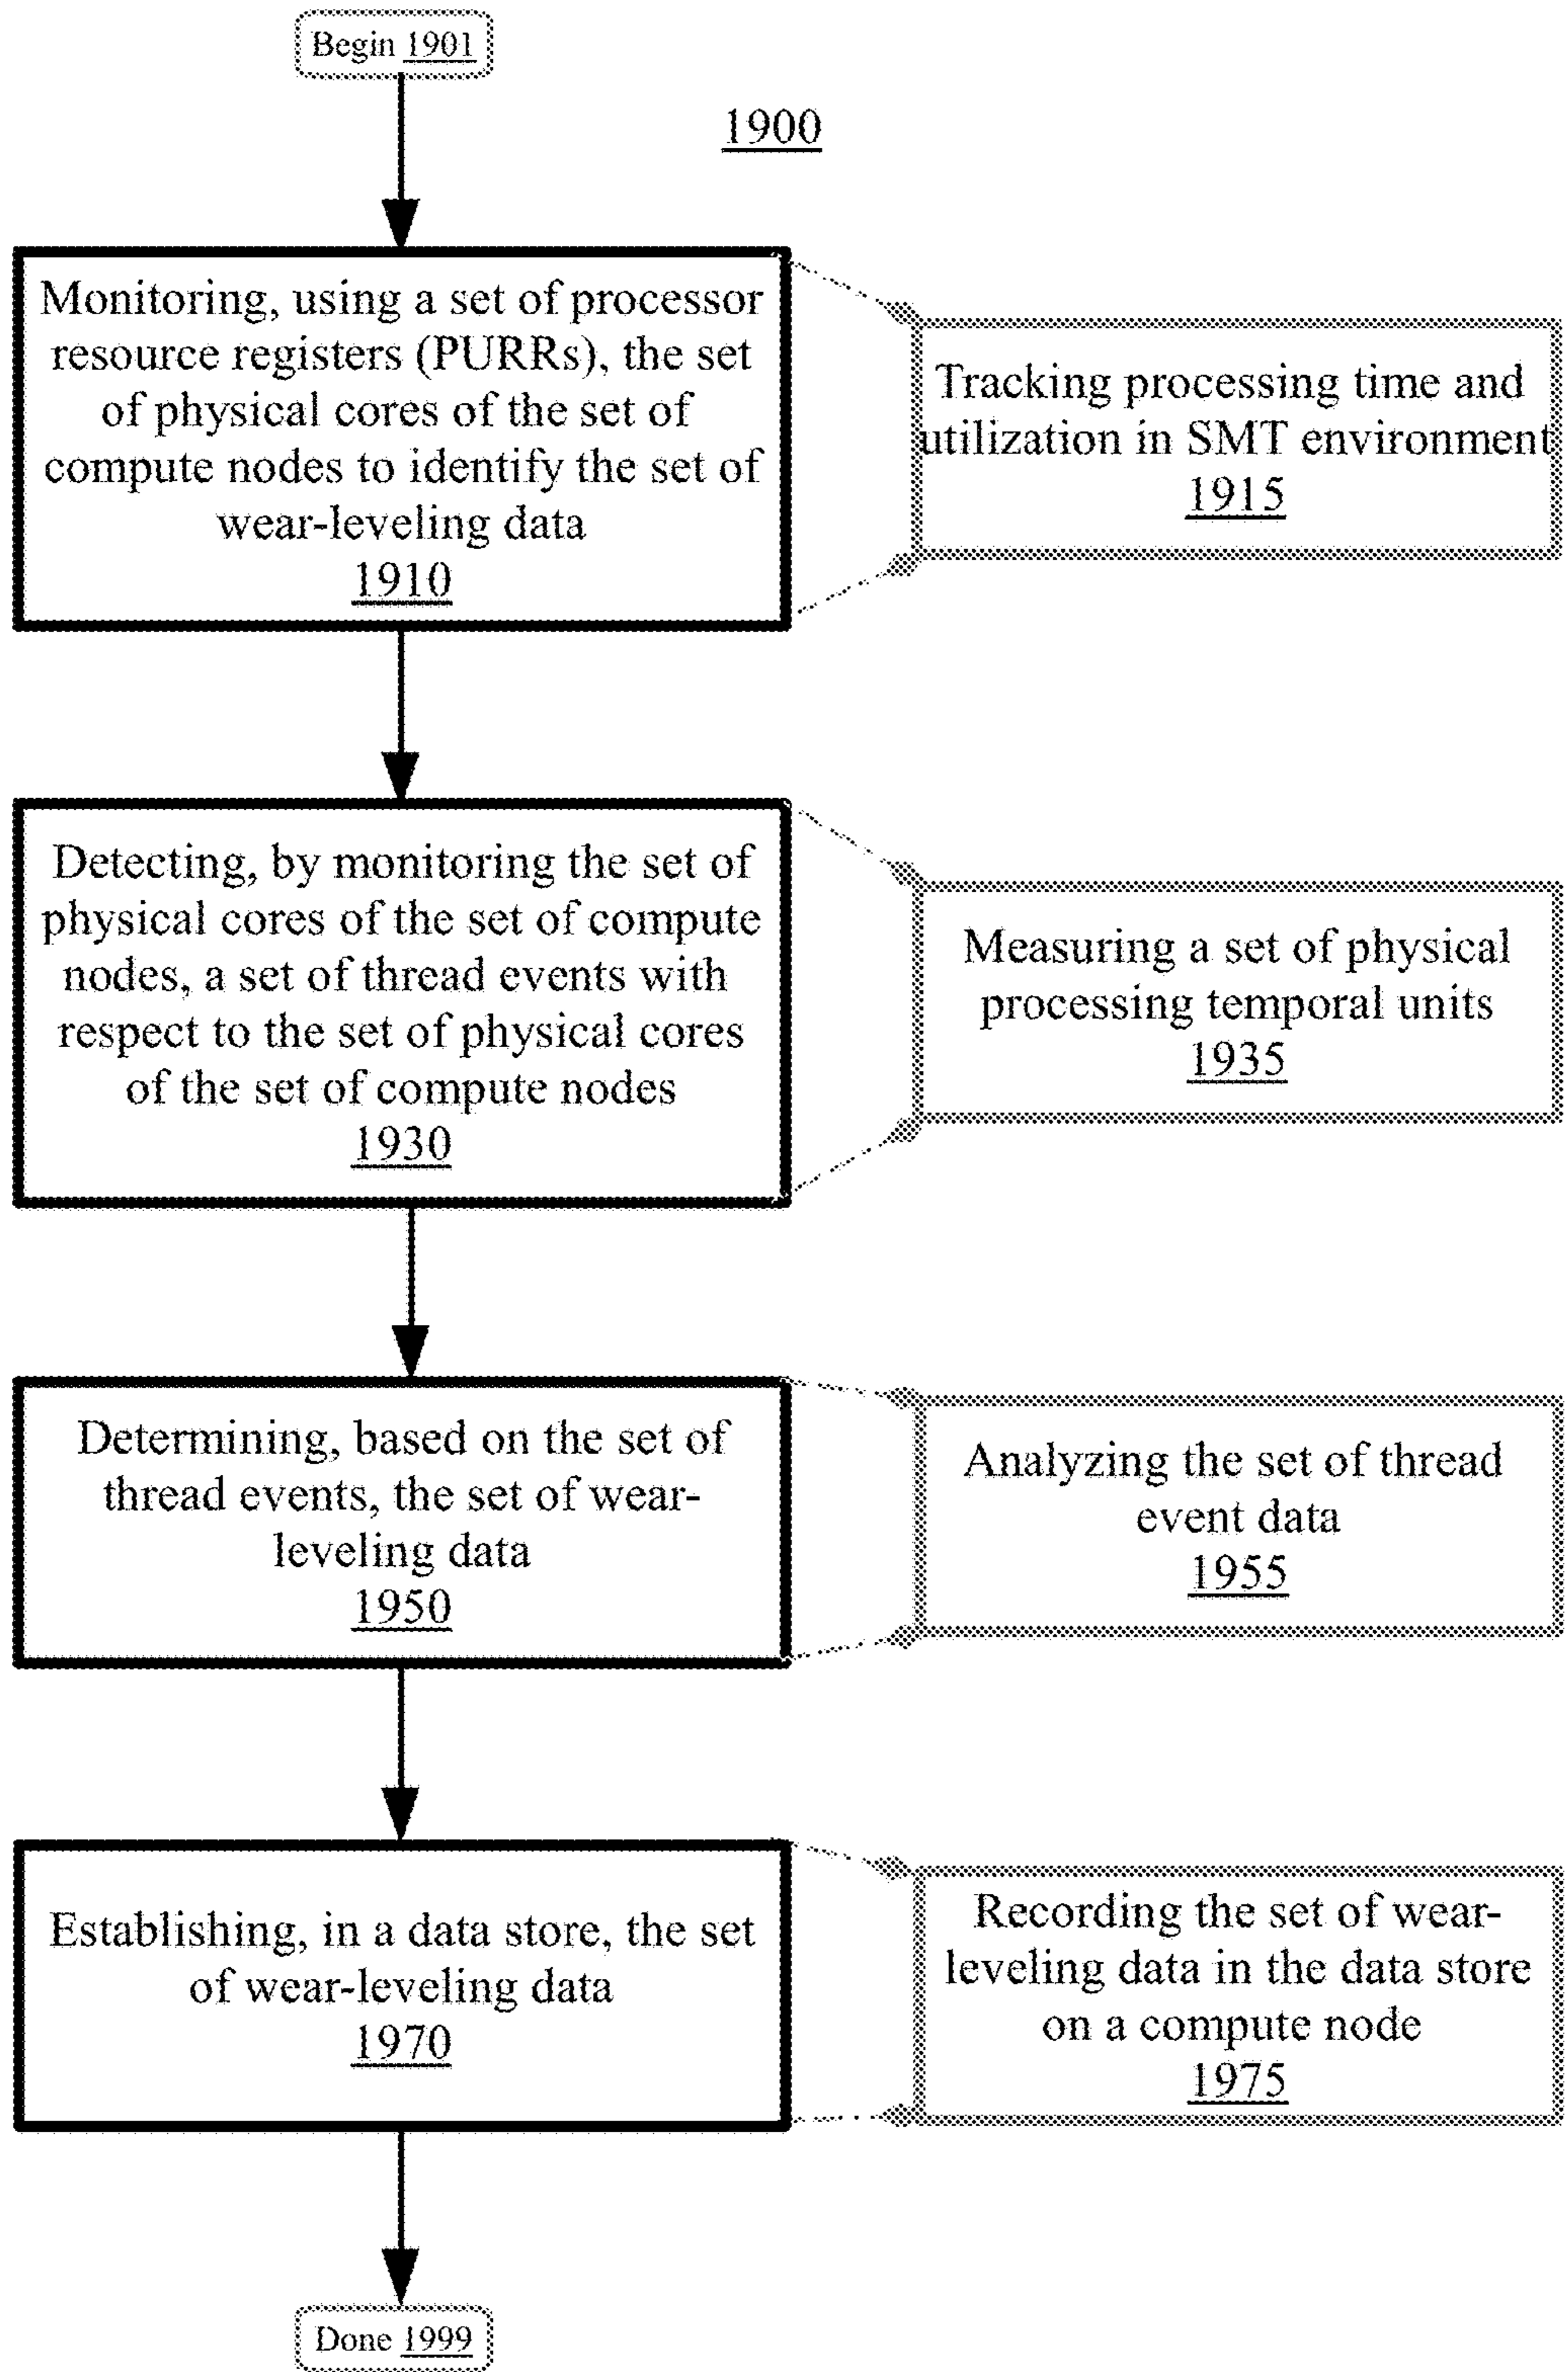 Begin 1901
1900
Monitoring, using a set of processor
resource registers (PURRs), the set
of physical cores of the set of
compute nodes to identify the set of
wear-leveling data
1910
Tracking processing time and
utilization in SMT environment
1915
Detecting, by monitoring the set of
physical cores of the set of compute
nodes, a set of thread events with
respect to the set of physical cores
of the set of compute nodes
1930
Measuring a set of physical
processing temporal units
1935
Determining, based on the set of
thread events, the set of wear-
leveling data
1950
Analyzing the set of thread
event data
1955
Establishing, in a data store, the set
of wear-leveling data
1970
Recording the set of wear-
leveling data in the data store
on a compute node
1975
Done 1999